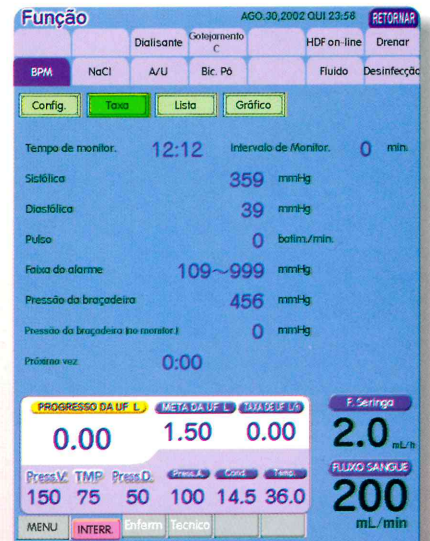 Função AGO.30,2002 QUI 23:58 RETORNAR
Dialisante Gotejamento C HDF on-line Drenar
BPM NaCl A/U Bic. Pó Fluido Desinfecção
Config. Taxa Lista Gráfico
Tempo de monitor. 12:12 Intervalo de Monitor. 0 min.
Sistólica 359 mmHg
Diastólica 39 mmHg
Pulso 0 batim./min.
Faixa do alarme 109~999 mmHg
Pressão da braçadeira 456 mmHg
Pressão da braçadeira (no monitor.) 0 mmHg
Próxima vez 0:00
PROGRESSO DA UF L META DA UF L TAXA DE UF L/h F. Seringa
0.00 1.50 0.00 2.0 mL/h
Press.V. TMP Press.D. Press.A. Cond. Temp. FLUXO SANGUE
150 75 50 100 14.5 36.0 200 mL/min
MENU INTERR. Enferm Tecnico